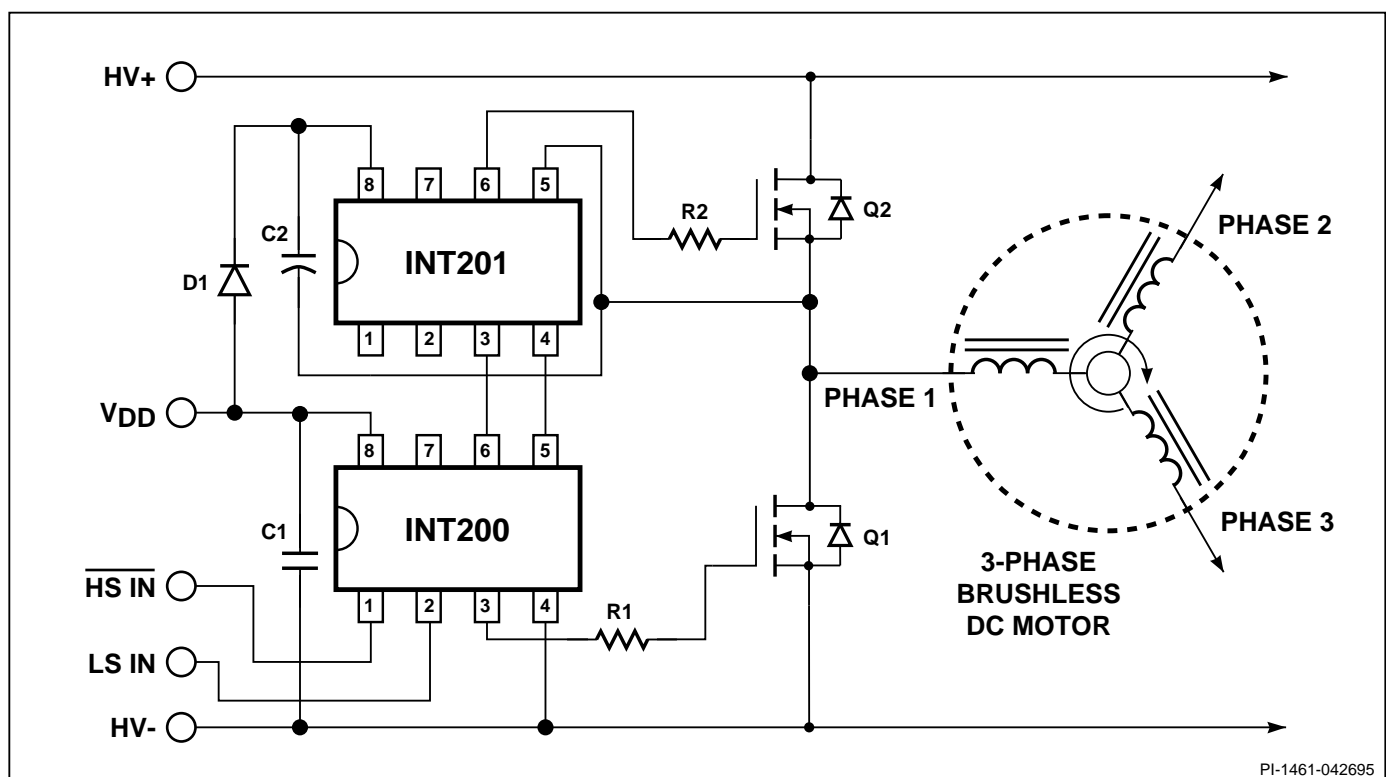 HV+
8
7
6
5
R2
Q2
PHASE 2
C2
INT201
D1
1
2
3
4
PHASE 1
VDD
8
7
6
5
C1
INT200
Q1
PHASE 3
3-PHASE
BRUSHLESS
DC MOTOR
HS IN
1
2
3
4
R1
LS IN
HV-
PI-1461-042695